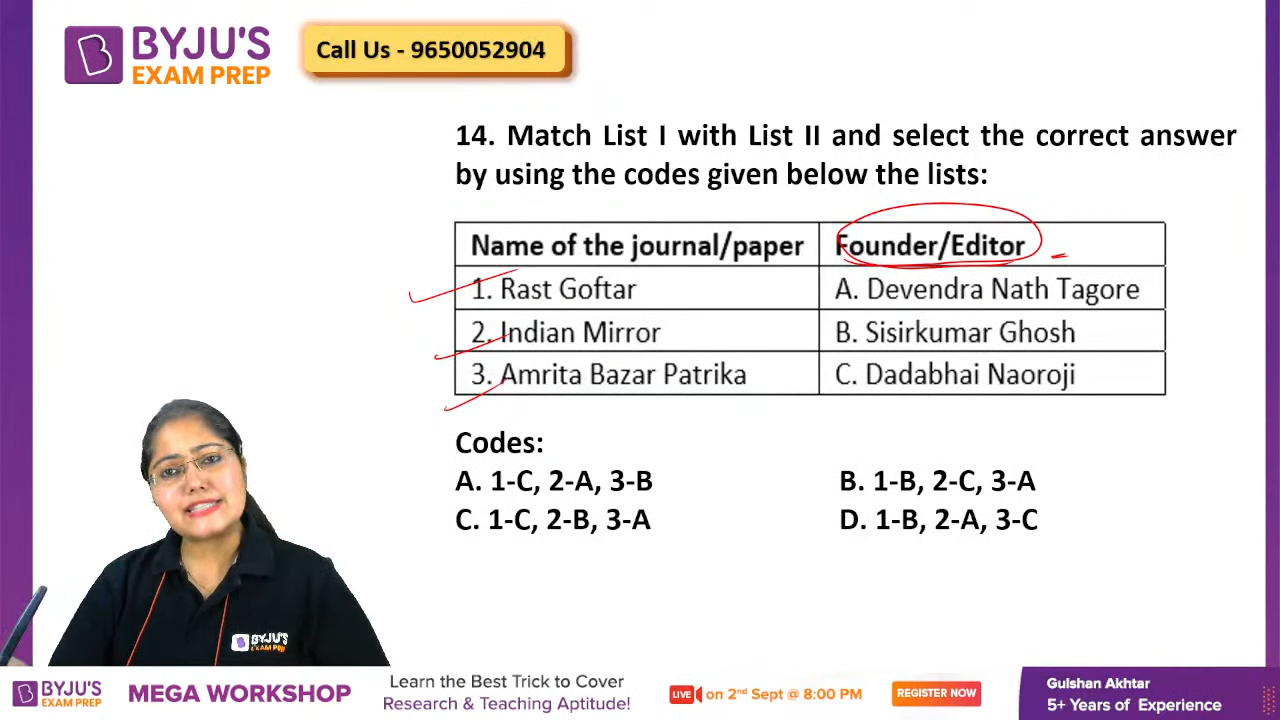 BYJU'S
EXAM PREP
Call Us - 9650052904
14. Match List I with List II and select the correct answer
by using the codes given below the lists:
Name of the journal/paper Founder/Editor
1. Rast Goftar A. Devendra Nath Tagore
2. Indian Mirror B. Sisirkumar Ghosh
3. Amrita Bazar Patrika C. Dadabhai Naoroji
Codes:
A. 1-C, 2-A, 3-B B. 1-B, 2-C, 3-A
C. 1-C, 2-B, 3-A D. 1-B, 2-A, 3-C
BYJU'S
EXAM PREP
BYJU'S
EXAM PREP
MEGA WORKSHOP
Learn the Best Trick to Cover
Research & Teaching Aptitude!
LIVE on 2nd Sept @ 8:00 PM
REGISTER NOW
Gulshan Akhtar
5+ Years of Experience